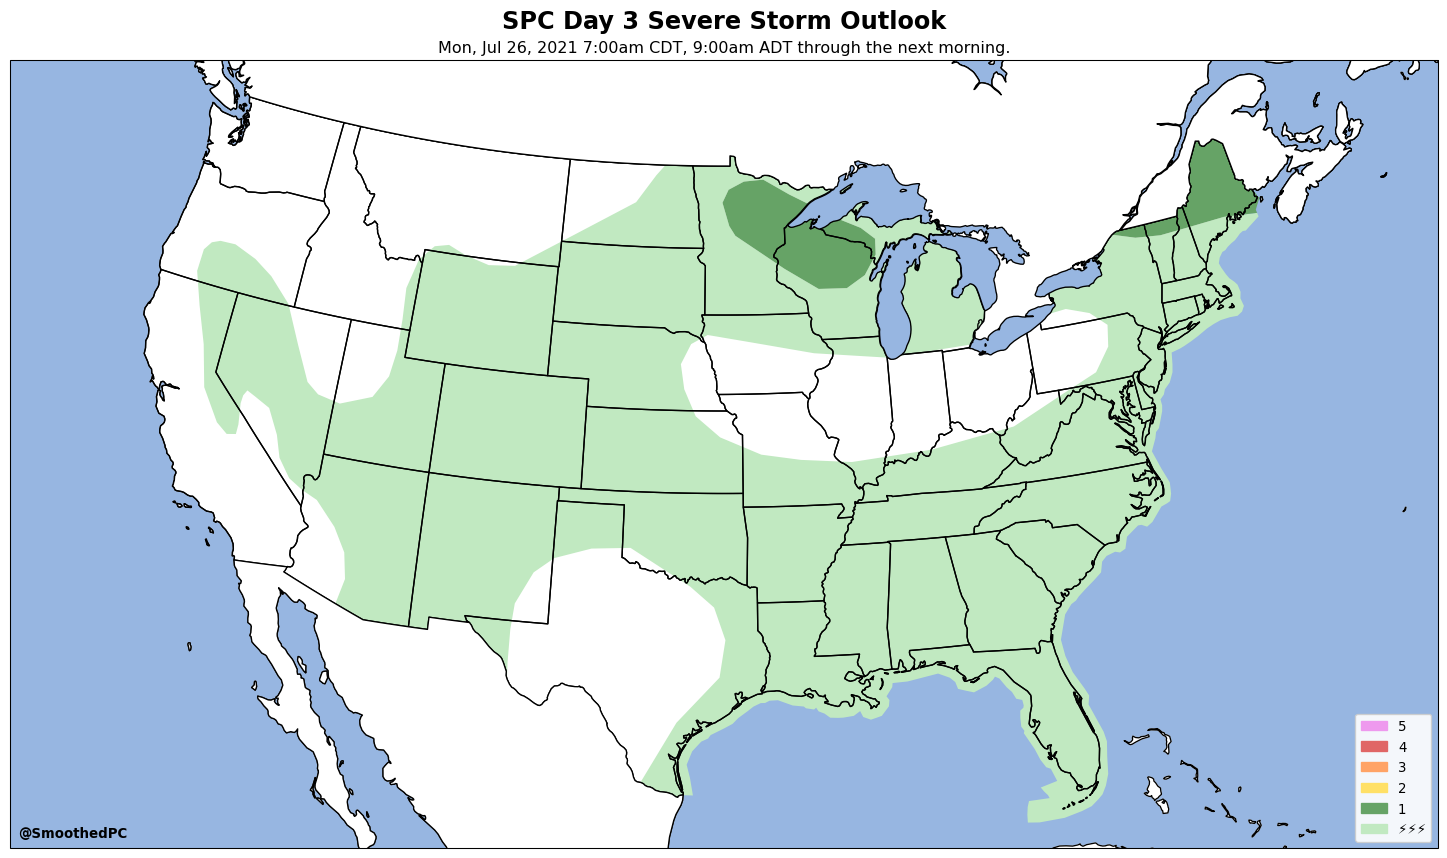 SPC Day 3 Severe Storm Outlook
Mon, Jul 26, 2021 7:00am CDT, 9:00am ADT through the next morning.
5
4
3
2
1
⚡⚡⚡
@SmoothedPC